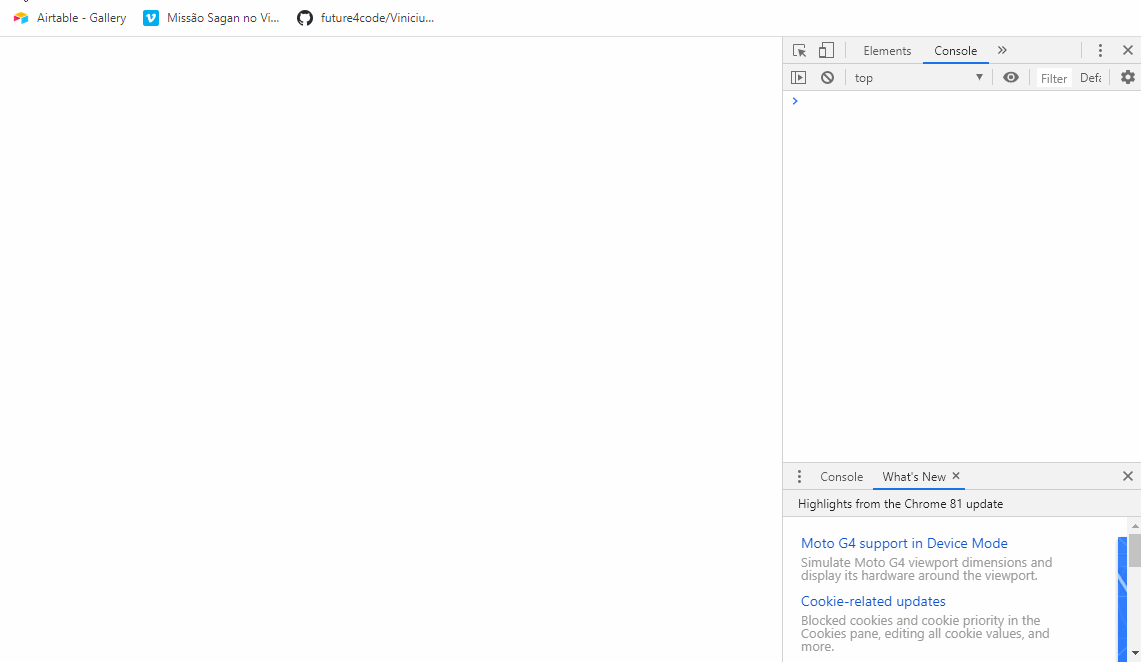 Airtable - Gallery
Missão Sagan no Vi...
future4code/Viniciu...
Elements
Console
»
top
Filter
Defa
Console
What's New
Highlights from the Chrome 81 update
Moto G4 support in Device Mode
Simulate Moto G4 viewport dimensions and
display its hardware around the viewport.
Cookie-related updates
Blocked cookies and cookie priority in the
Cookies pane, editing all cookie values, and
more.